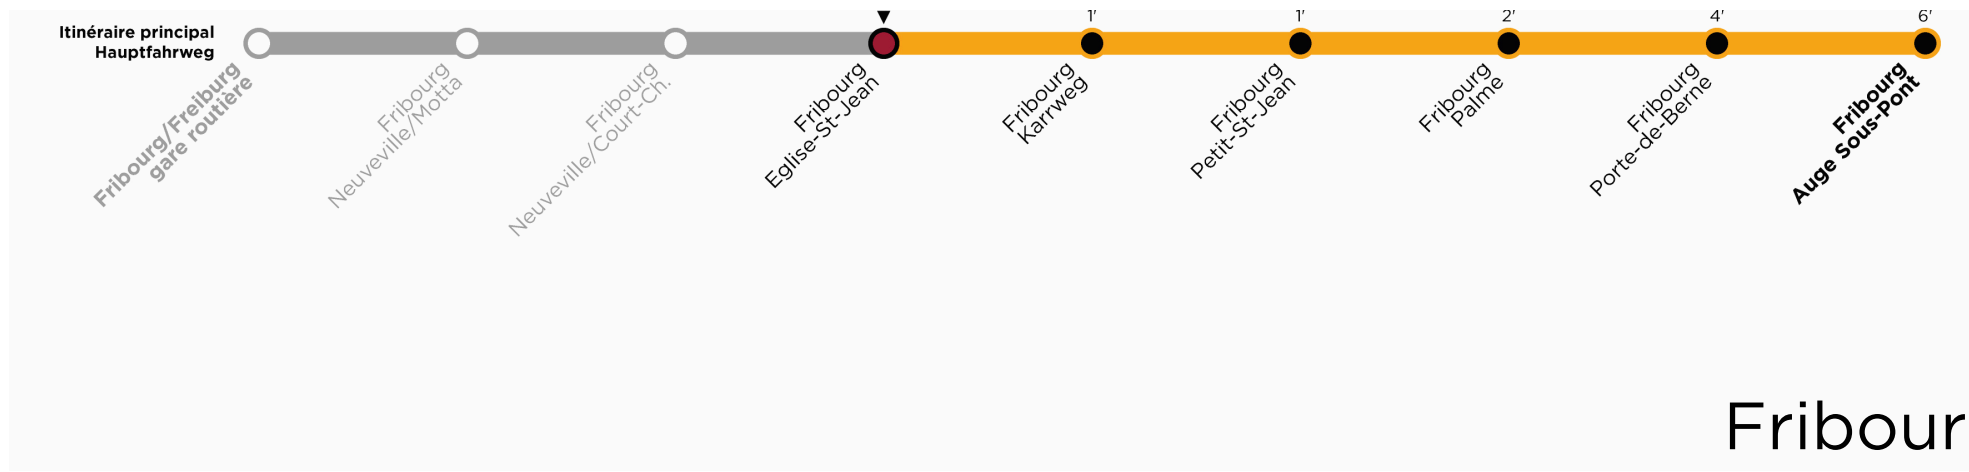 1′ 1′ 2′ 4′ 6′
Itinéraire principal
Hauptfahrweg
Fribourg/Freiburg
gare routière
Fribourg
Neuveville/Motta
Fribourg
Neuveville/Court-Ch.
Fribourg
Eglise-St-Jean
Fribourg
Karrweg
Fribourg
Petit-St-Jean
Fribourg
Palme
Fribourg
Porte-de-Berne
Fribourg
Auge Sous-Pont
Fribour